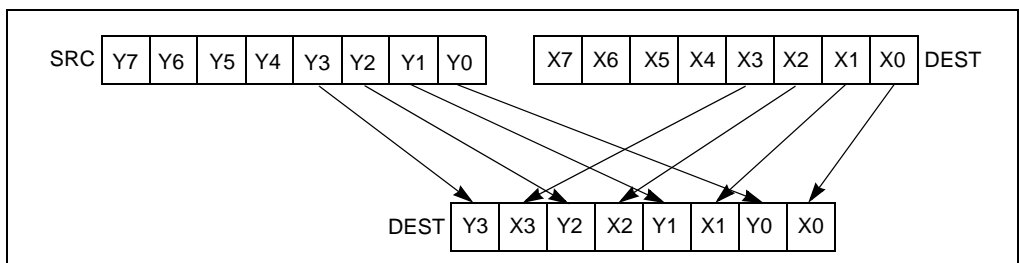 SRC Y7 Y6 Y5 Y4 Y3 Y2 Y1 Y0 X7 X6 X5 X4 X3 X2 X1 X0 DEST
DEST Y3 X3 Y2 X2 Y1 X1 Y0 X0